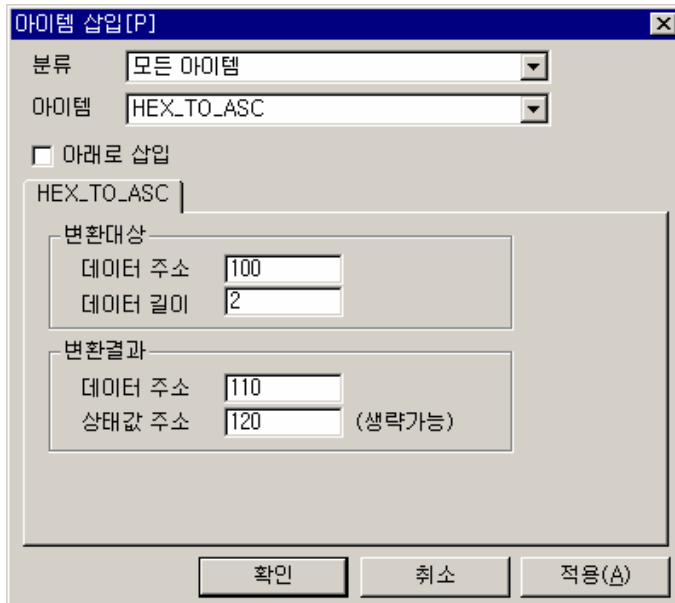 아이템 삽입[P]
분류 모든 아이템
아이템 HEX_TO_ASC
아래로 삽입
HEX_TO_ASC
변환대상
데이터 주소 100
데이터 길이 2
변환결과
데이터 주소 110
상태값 주소 120 (생략가능)
확인 취소 적용(A)